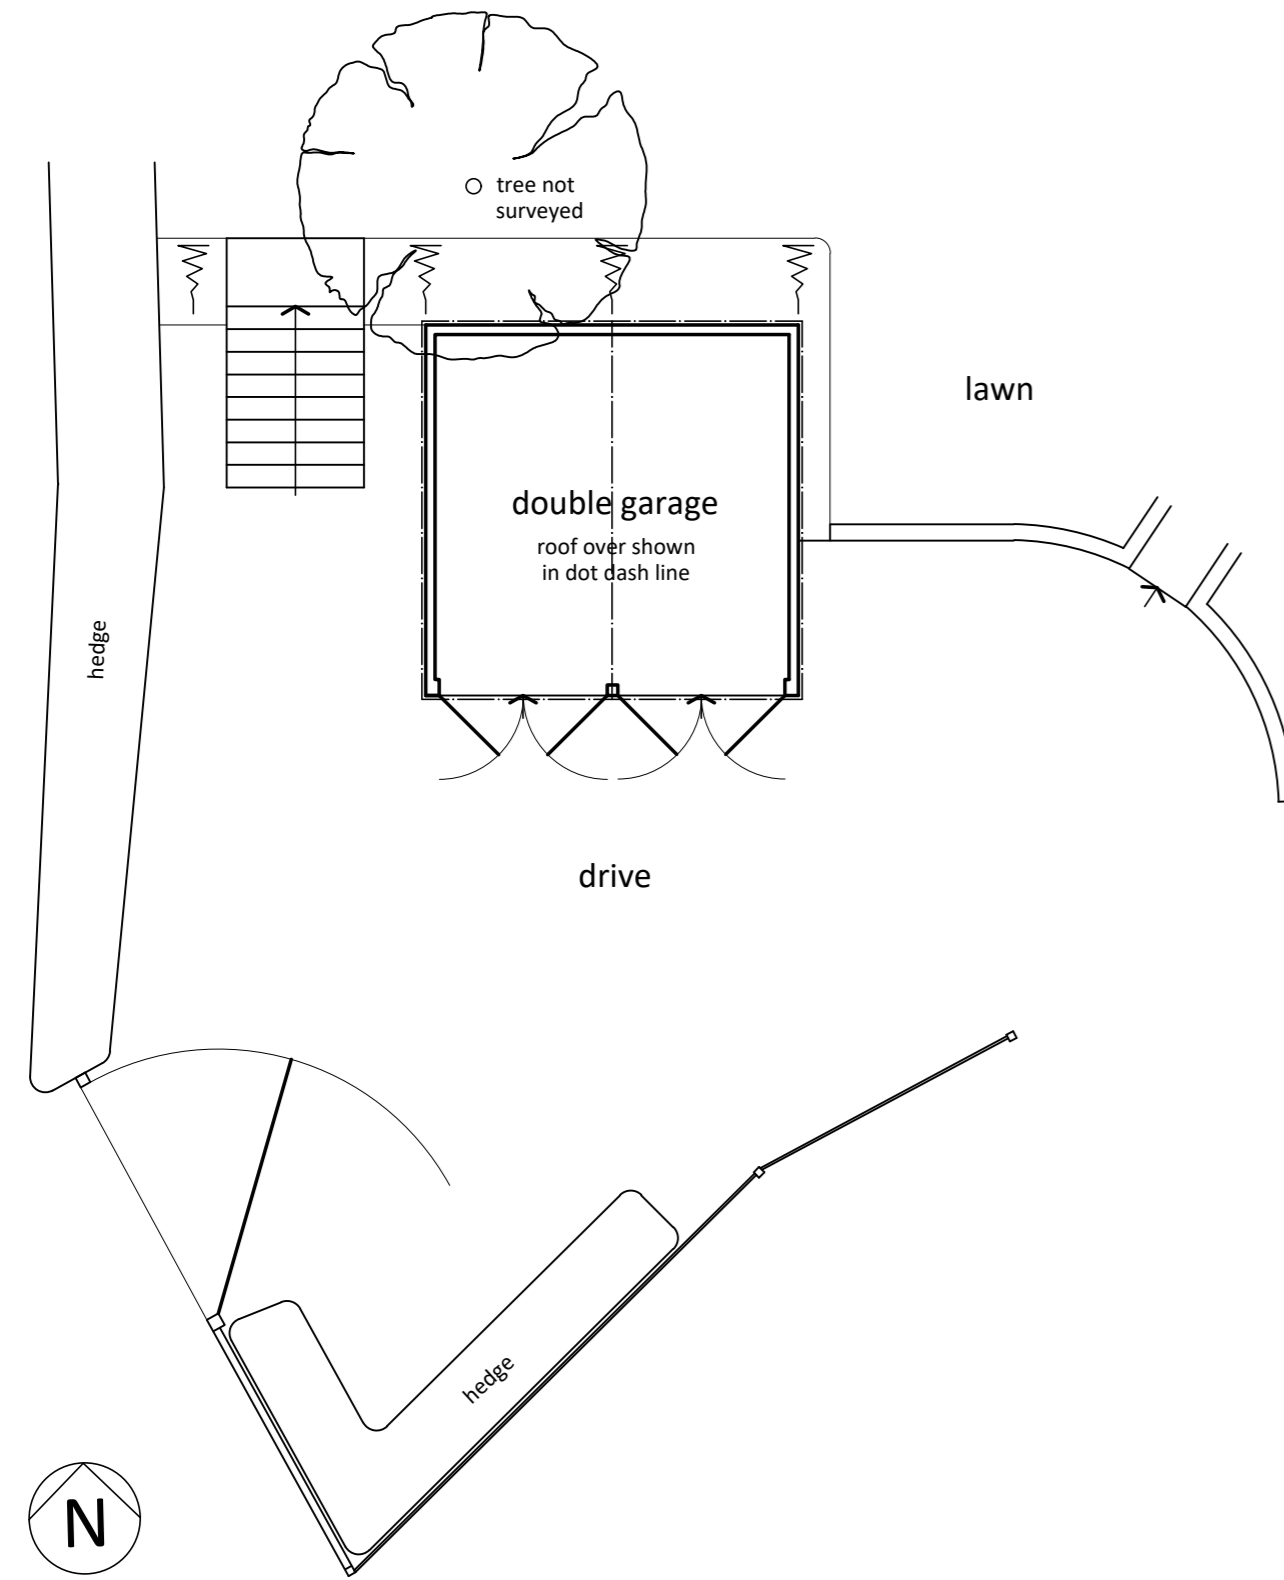 tree not
surveyed
lawn
double garage
roof over shown
in dot dash line
hedge
drive
hedge
N